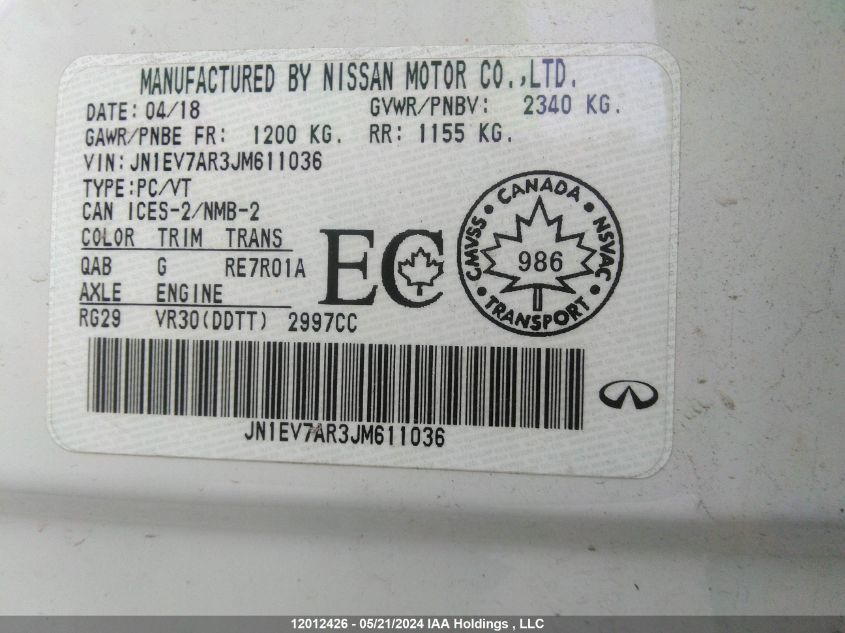 MANUFACTURED BY NISSAN MOTOR CO.,LTD.
DATE: 04/18 GVWR/PNBV: 2340 KG.
GAWR/PNBE FR: 1200 KG. RR: 1155 KG.
VIN: JN1EV7AR3JM611036
TYPE:PC/VT
CAN ICES-2/NMB-2
COLOR TRIM TRANS
QAB G RE7R01A
AXLE ENGINE
RG29 VR30(DDTT) 2997CC
EC
CANADA
CMVSS NSVAC
986
TRANSPORT
JN1EV7AR3JM611036
12012426 - 05/21/2024 IAA Holdings , LLC